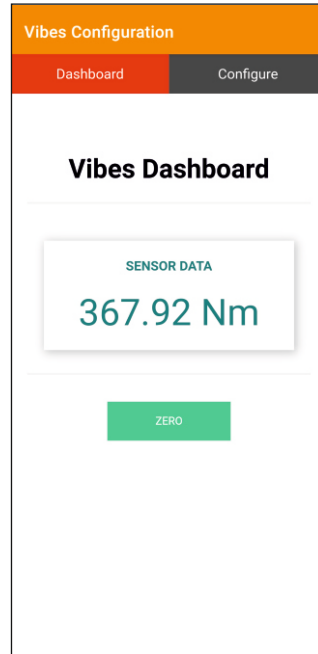 Vibes Configuration
Dashboard Configure
Vibes Dashboard
SENSOR DATA
367.92 Nm
ZERO